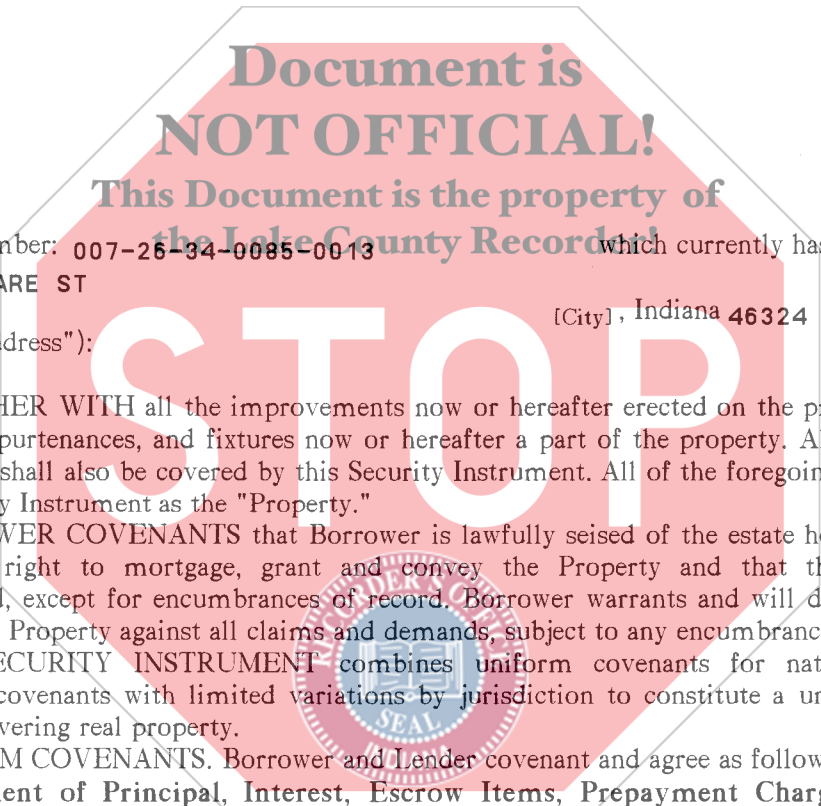 Document is
NOT OFFICIAL!
This Document is the property of
the Lake County Recorder!
mber: 007-26-34-0085-0013 which currently has
ARE ST
[City], Indiana 46324
dress"):
STOP
HER WITH all the improvements now or hereafter erected on the p
purtenances, and fixtures now or hereafter a part of the property. A
shall also be covered by this Security Instrument. All of the foregoin
y Instrument as the "Property."
WER COVENANTS that Borrower is lawfully seised of the estate h
right to mortgage, grant and convey the Property and that th
d, except for encumbrances of record. Borrower warrants and will d
Property against all claims and demands, subject to any encumbranc
ECURITY INSTRUMENT combines uniform covenants for nat
covenants with limited variations by jurisdiction to constitute a u
vering real property.
M COVENANTS. Borrower and Lender covenant and agree as follow
ent of Principal, Interest, Escrow Items, Prepayment Charg
RECORDER'S OFFICE
SEAL
INDIANA